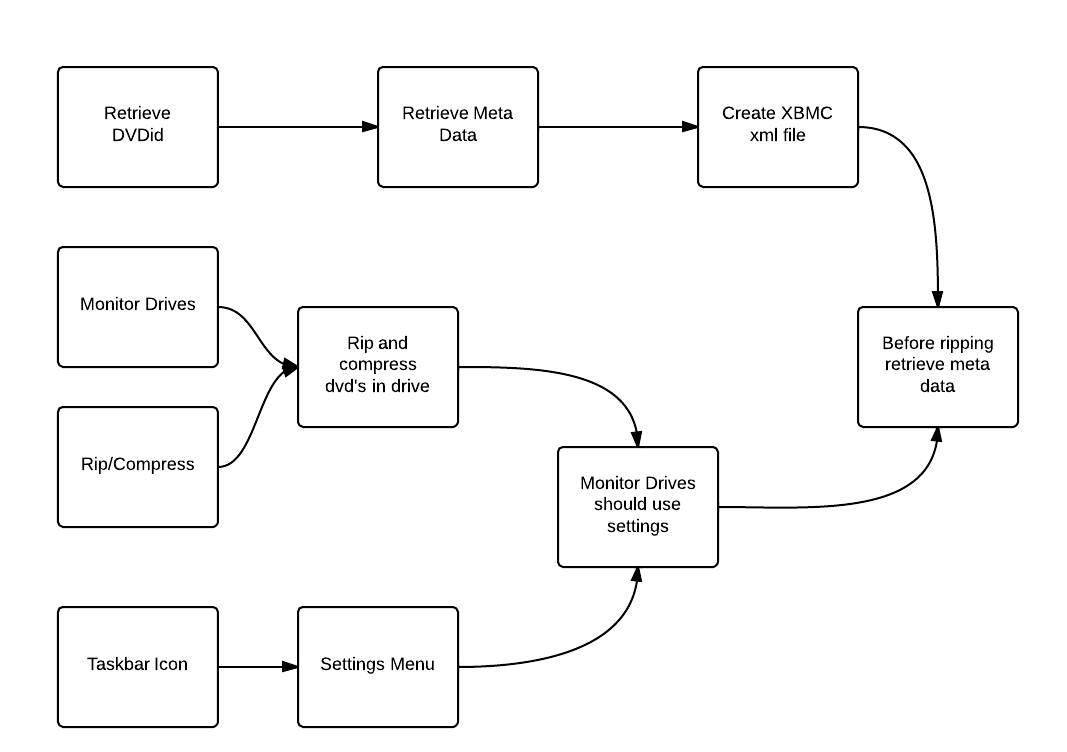 Retrieve
DVDid
Retrieve Meta
Data
Create XBMC
xml file
Monitor Drives
Rip and
compress
dvd's in drive
Before ripping
retrieve meta
data
Rip/Compress
Monitor Drives
should use
settings
Taskbar Icon
Settings Menu